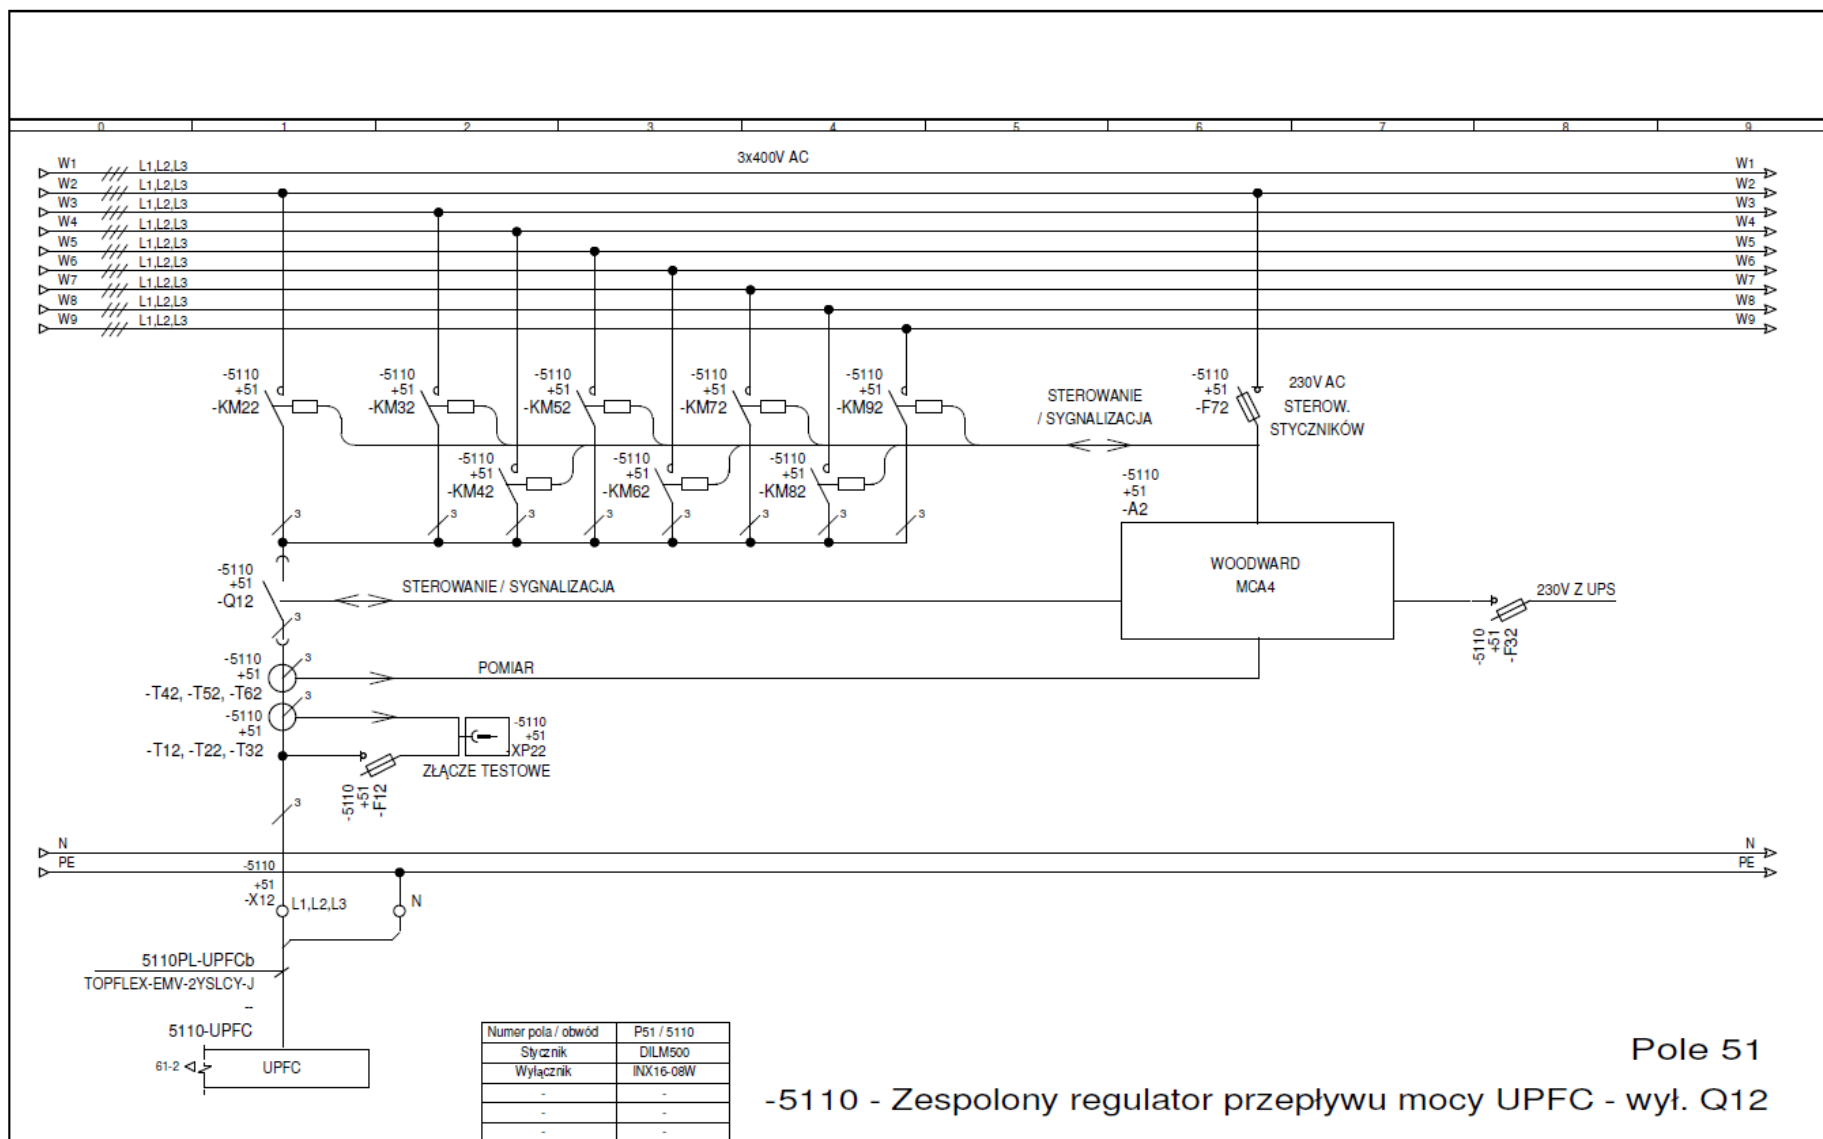 0 1 2 3 4 5 6 7 8 9
3x400V AC
W1 L1,L2,L3 W1
W2 L1,L2,L3 W2
W3 L1,L2,L3 W3
W4 L1,L2,L3 W4
W5 L1,L2,L3 W5
W6 L1,L2,L3 W6
W7 L1,L2,L3 W7
W8 L1,L2,L3 W8
W9 L1,L2,L3 W9
-5110
+51
-KM22
-5110
+51
-KM32
-5110
+51
-KM52
-5110
+51
-KM72
-5110
+51
-KM92
STEROWANIE
/ SYGNALIZACJA
-5110
+51
-F72
230V AC
STEROW.
STYCZNIKÓW
-5110
+51
-KM42
-5110
+51
-KM62
-5110
+51
-KM82
-5110
+51
-A2
3 3 3 3 3 3 3 3
WOODWARD
MCA4
-5110
+51
-Q12
3
STEROWANIE / SYGNALIZACJA
230V Z UPS
-5110
+51
-F32
-5110
+51
-T42, -T52, -T62
3
POMIAR
-5110
+51
-T12, -T22, -T32
3
-5110
+51
-XP22
ZŁĄCZE TESTOWE
-5110
+51
-F12
3
N N
PE PE
-5110
+51
-X12
L1,L2,L3
N
5110PL-UPFCb
TOPFLEX-EMV-2YSLCY-J
--
5110-UPFC
61-2
UPFC
Numer pola / obwód P51 / 5110
Stycznik DILM500
Wyłącznik INX16-08W
- -
- -
- -
Pole 51
-5110 - Zespolony regulator przepływu mocy UPFC - wył. Q12